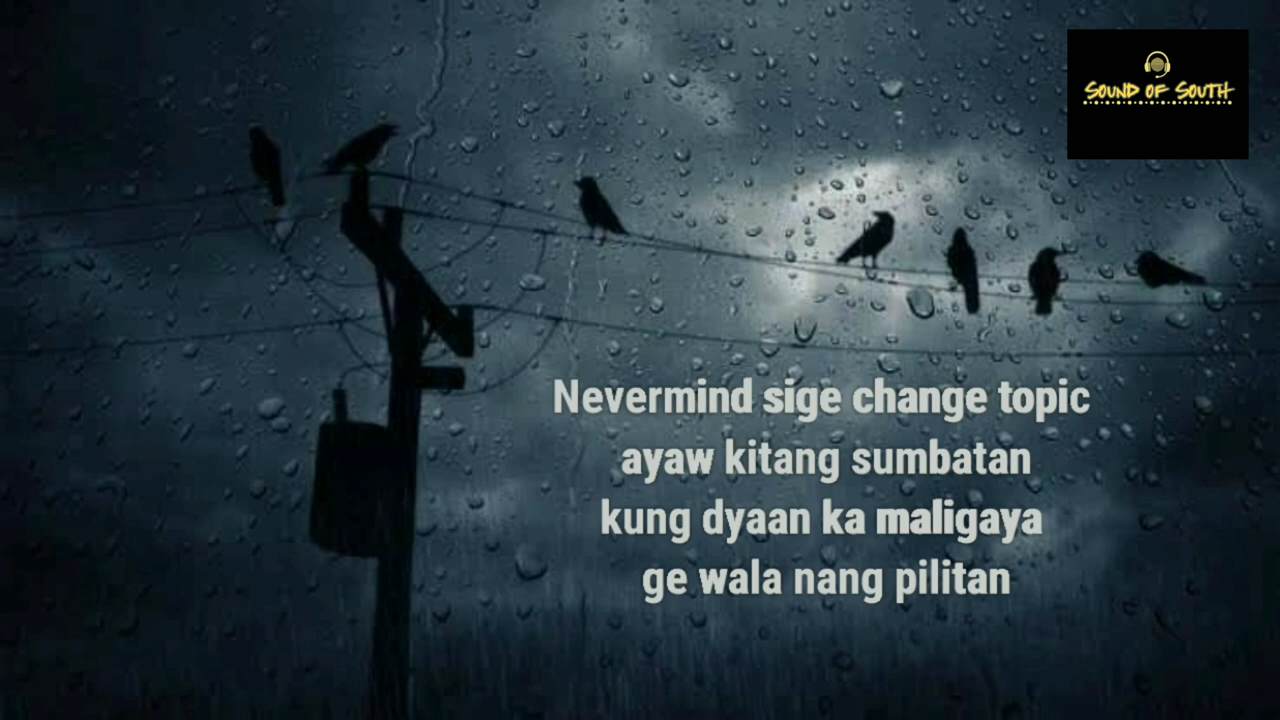 SOUND OF SOUTH
Nevermind sige change topic
ayaw kitang sumbatan
kung dyaan ka maligaya
ge wala nang pilitan